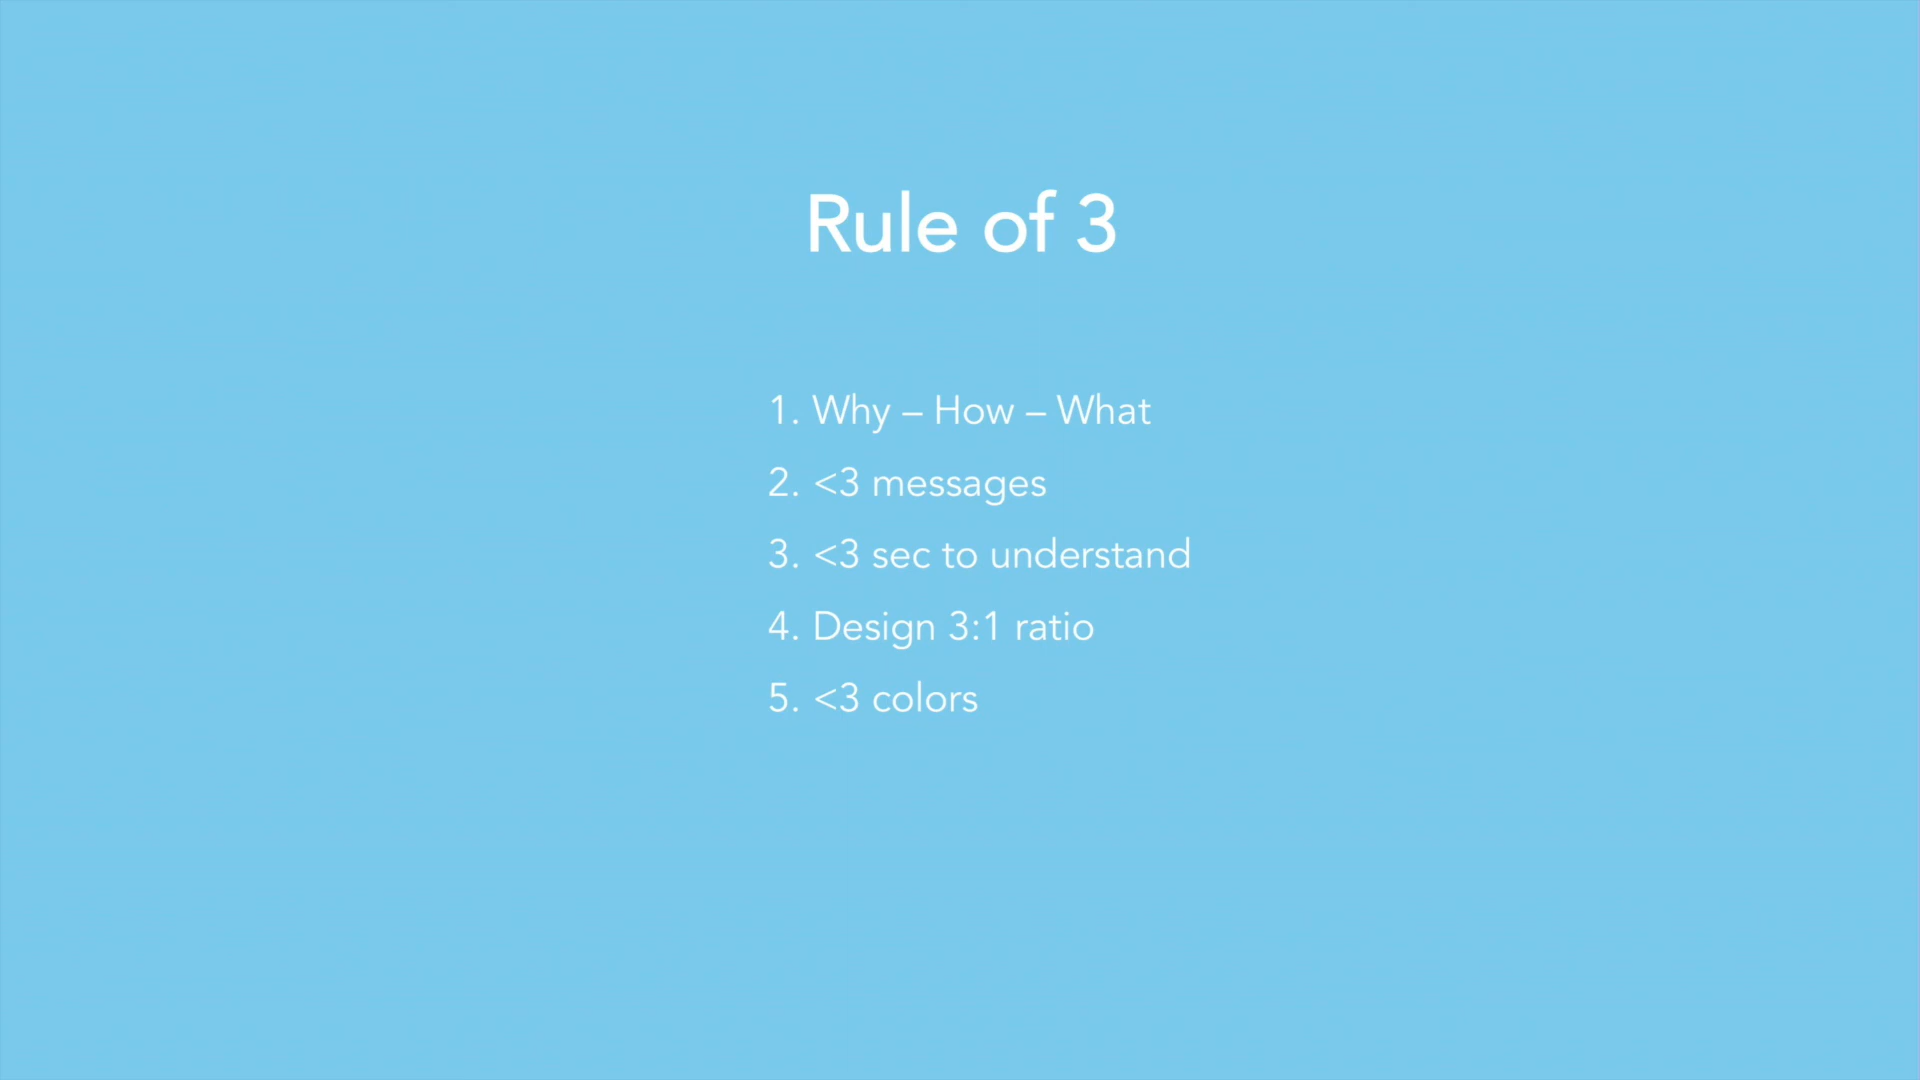 Rule of 3
1. Why – How – What
2. <3 messages
3. <3 sec to understand
4. Design 3:1 ratio
5. <3 colors